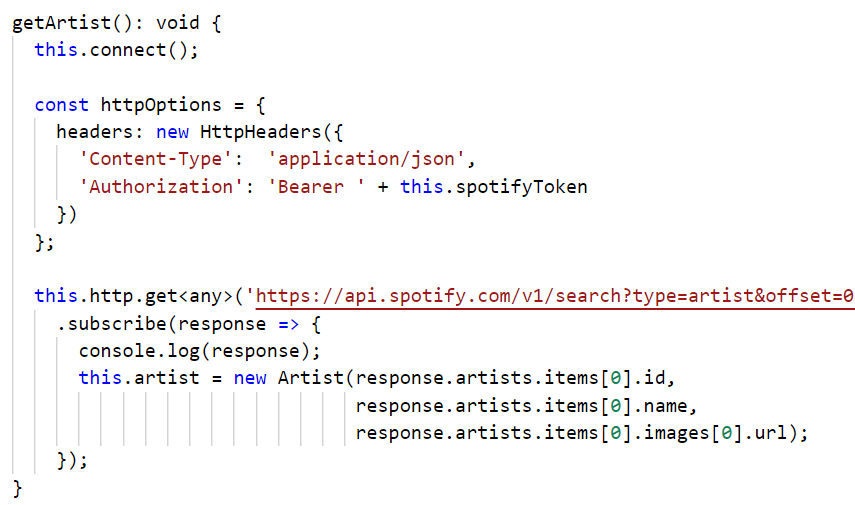 getArtist(): void {
  this.connect();

  const httpOptions = {
    headers: new HttpHeaders({
      'Content-Type':  'application/json',
      'Authorization': 'Bearer ' + this.spotifyToken
    })
  };

  this.http.get<any>('https://api.spotify.com/v1/search?type=artist&offset=0
    .subscribe(response => {
      console.log(response);
      this.artist = new Artist(response.artists.items[0].id,
                               response.artists.items[0].name,
                               response.artists.items[0].images[0].url);
    });
}